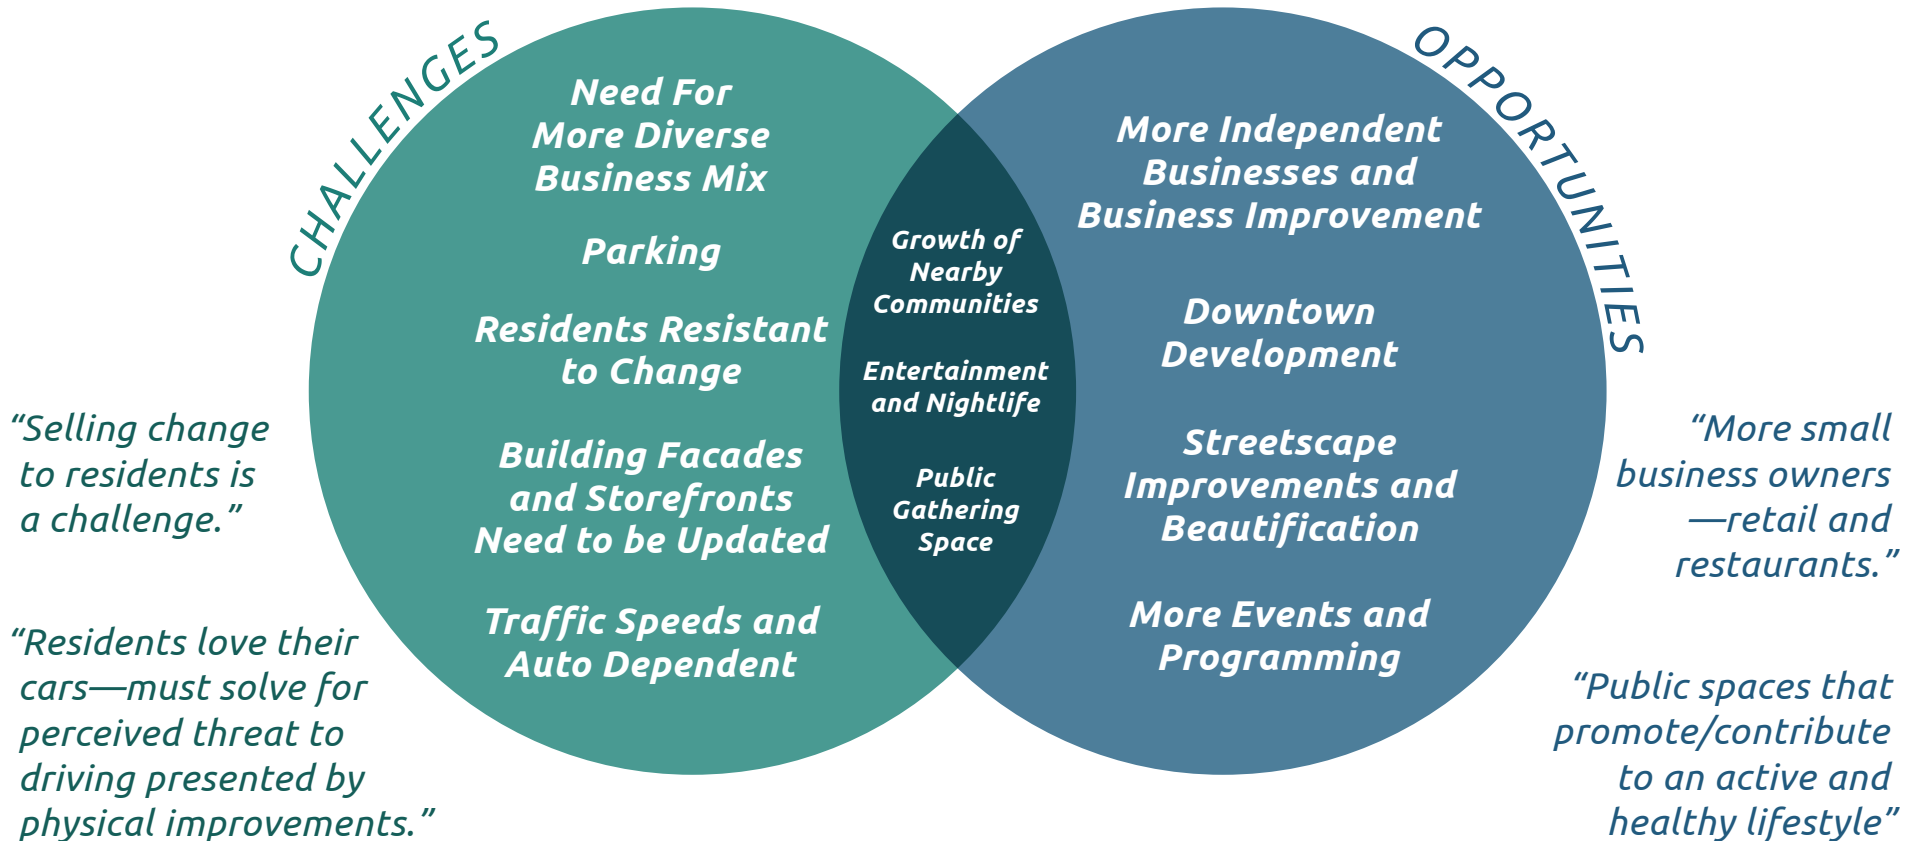 CHALLENGES
Need For
More Diverse
Business Mix
Parking
Residents Resistant
to Change
Building Facades
and Storefronts
Need to be Updated
Traffic Speeds and
Auto Dependent
Growth of
Nearby
Communities
Entertainment
and Nightlife
Public
Gathering
Space
OPPORTUNITIES
More Independent
Businesses and
Business Improvement
Downtown
Development
Streetscape
Improvements and
Beautification
More Events and
Programming
“Selling change
to residents is
a challenge.”
“Residents love their
cars—must solve for
perceived threat to
driving presented by
physical improvements.”
“More small
business owners
—retail and
restaurants.”
“Public spaces that
promote/contribute
to an active and
healthy lifestyle”